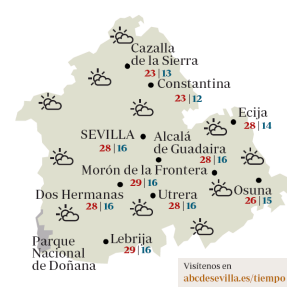 Cazalla
de la Sierra
23|13
Constantina
23|12
Ecija
28|14
SEVILLA
28|16
Alcalá
de Guadaira
28|16
Morón de la Frontera
29|16
Dos Hermanas
28|16
Utrera
28|16
Osuna
26|15
Parque
Nacional
de Doñana
Lebrija
29|16
Visítenos en
abcdesevilla.es/tiempo